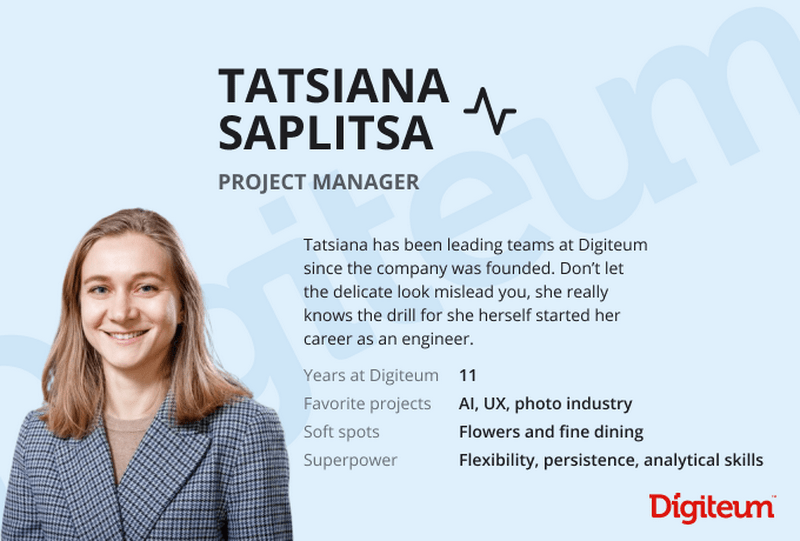 TATSIANA
SAPLITSA
PROJECT MANAGER
Tatsiana has been leading teams at Digiteum
since the company was founded. Don’t let
the delicate look mislead you, she really
knows the drill for she herself started her
career as an engineer.
Years at Digiteum 11
Favorite projects AI, UX, photo industry
Soft spots Flowers and fine dining
Superpower Flexibility, persistence, analytical skills
Digiteum™
Digiteum